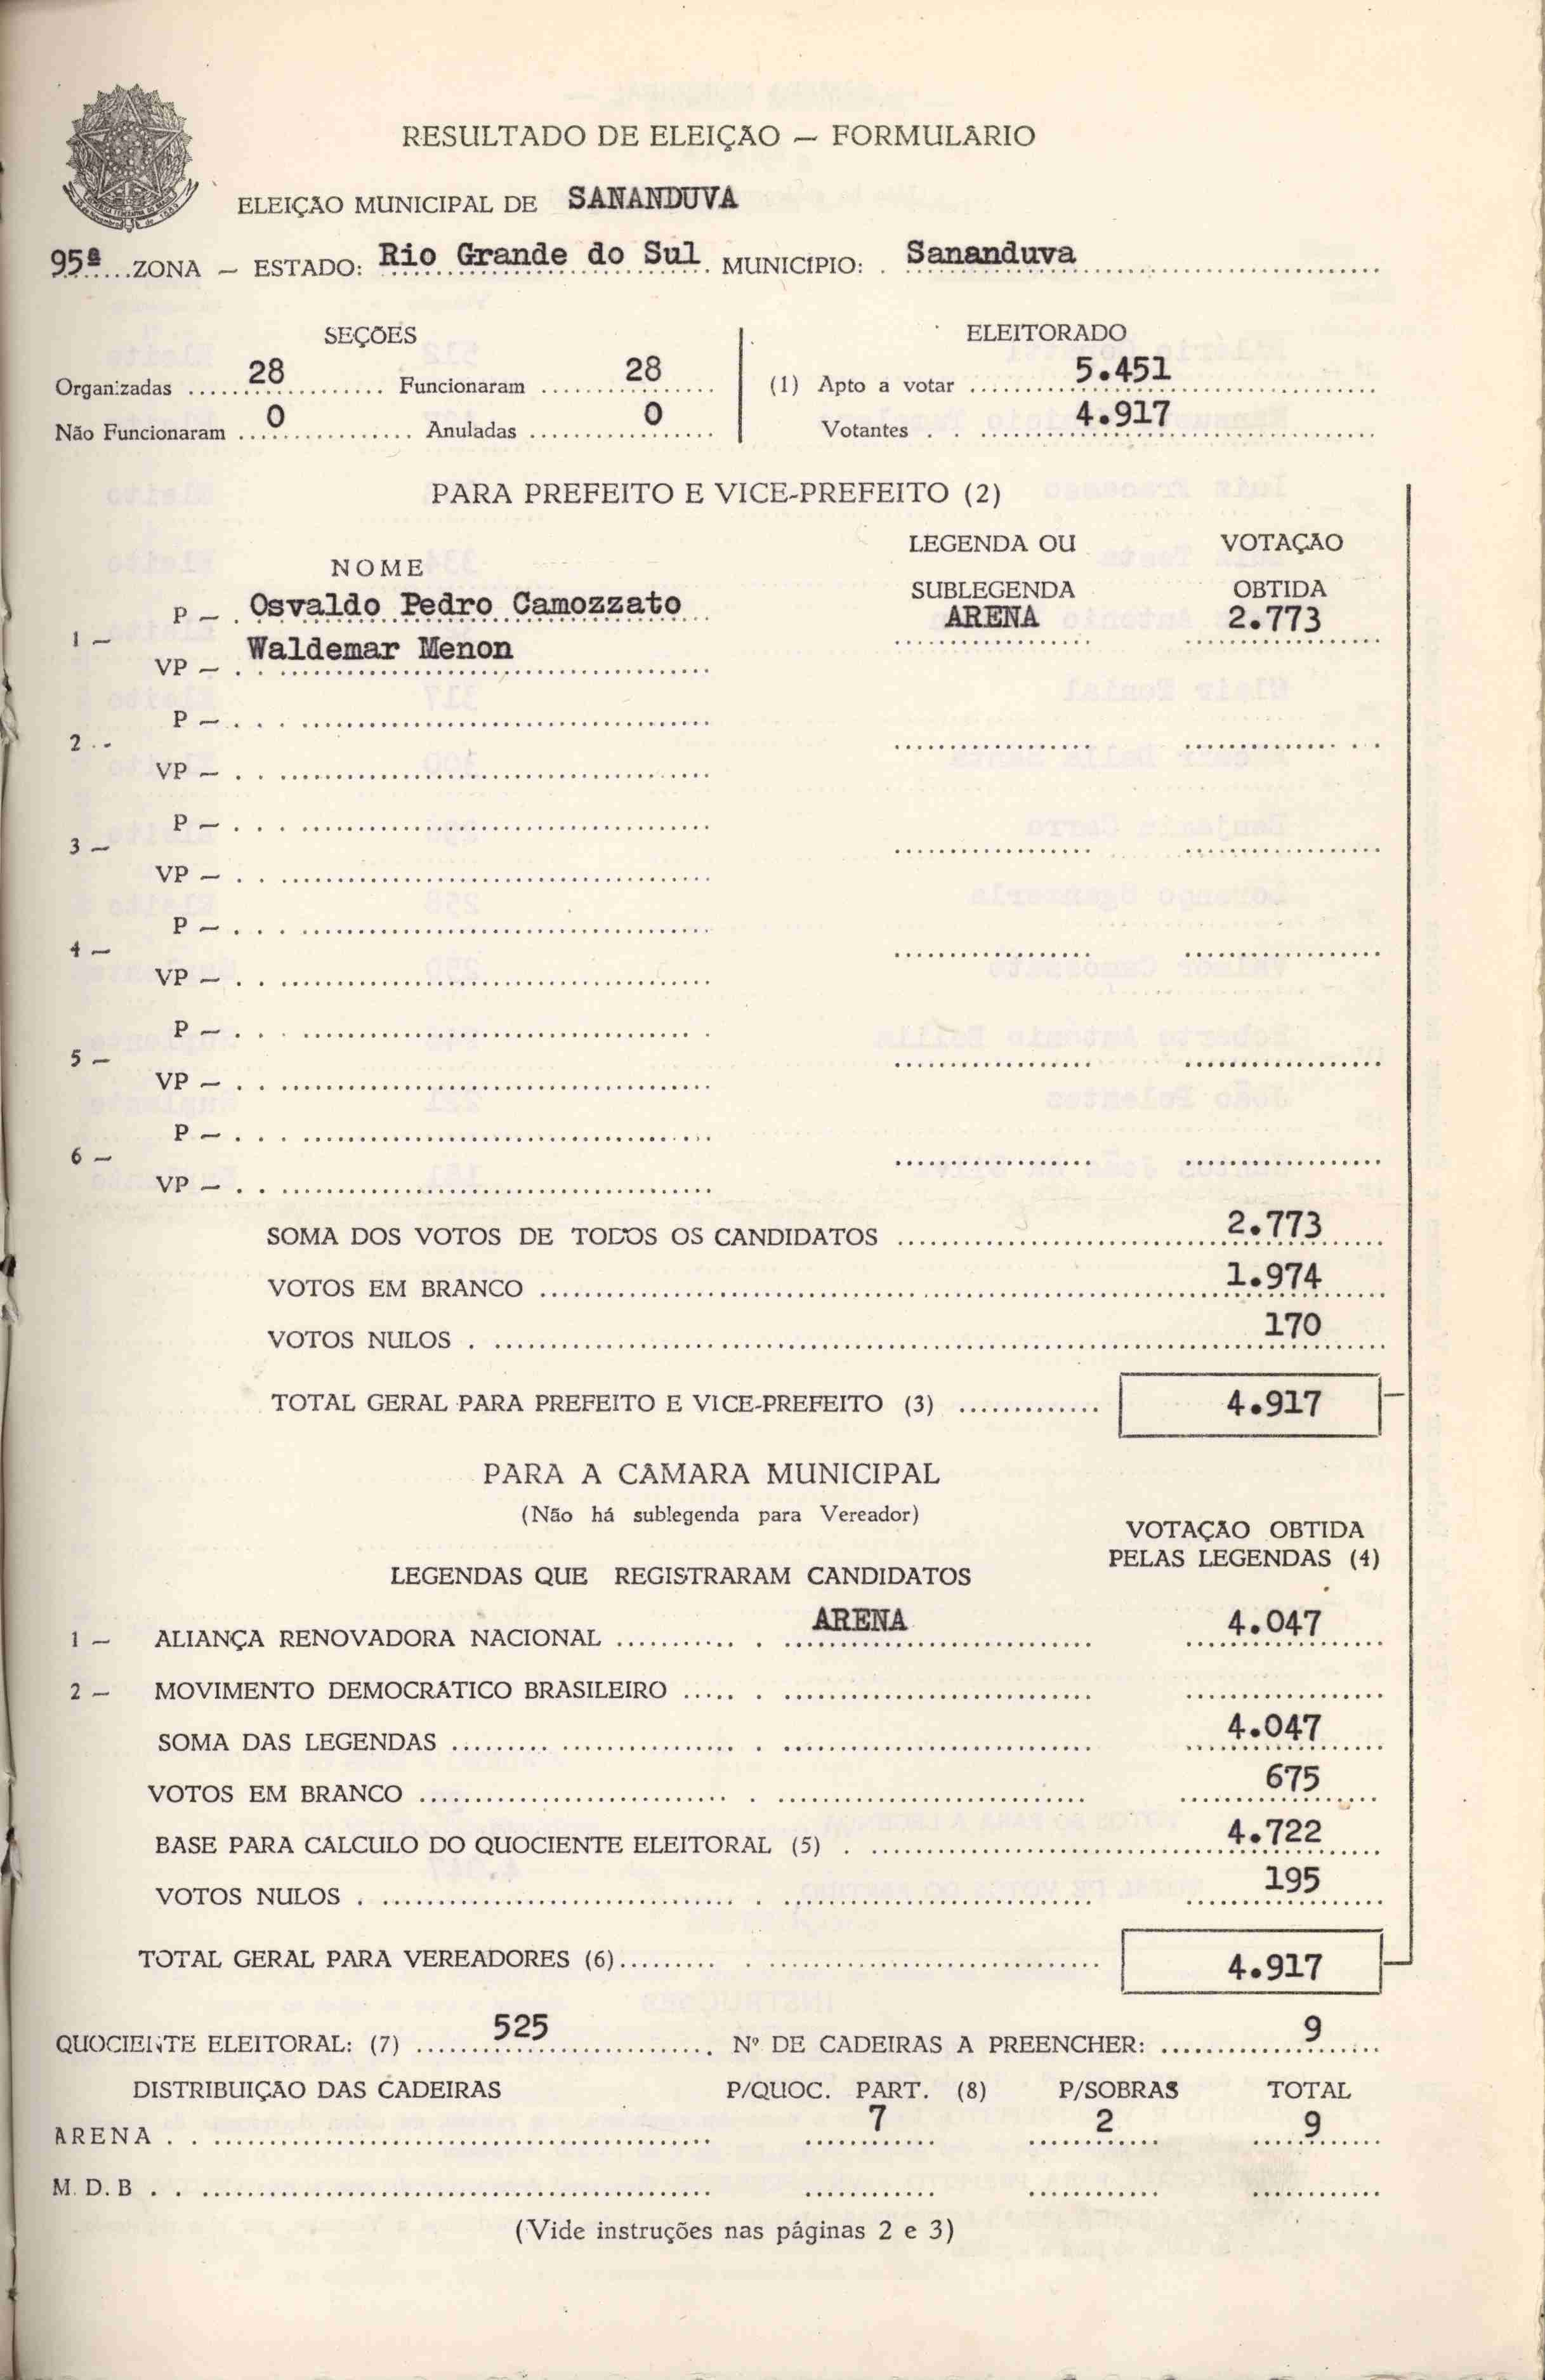 RESULTADO DE ELEIÇÃO — FORMULÁRIO
ELEIÇÃO MUNICIPAL DE SANANDUVA
95ª ZONA — ESTADO: Rio Grande do Sul MUNICÍPIO: Sananduva
SEÇÕES ELEITORADO
Organizadas 28 Funcionaram 28 (1) Apto a votar 5.451
Não Funcionaram 0 Anuladas 0 Votantes 4.917
PARA PREFEITO E VICE-PREFEITO (2)
LEGENDA OU VOTAÇÃO
NOME
SUBLEGENDA OBTIDA
P — Osvaldo Pedro Camozzato ARENA 2.773
1 —
VP — Waldemar Menon
P —
2 -
VP —
P —
3 —
VP —
P —
4 —
VP —
P —
5 —
VP —
P —
6 —
VP —
SOMA DOS VOTOS DE TODOS OS CANDIDATOS 2.773
VOTOS EM BRANCO 1.974
VOTOS NULOS 170
TOTAL GERAL PARA PREFEITO E VICE-PREFEITO (3) 4.917
PARA A CÂMARA MUNICIPAL
(Não há sublegenda para Vereador)
VOTAÇÃO OBTIDA
PELAS LEGENDAS (4)
LEGENDAS QUE REGISTRARAM CANDIDATOS
1 — ALIANÇA RENOVADORA NACIONAL ARENA 4.047
2 — MOVIMENTO DEMOCRÁTICO BRASILEIRO
SOMA DAS LEGENDAS 4.047
VOTOS EM BRANCO 675
BASE PARA CÁLCULO DO QUOCIENTE ELEITORAL (5) 4.722
VOTOS NULOS 195
TOTAL GERAL PARA VEREADORES (6) 4.917
QUOCIENTE ELEITORAL: (7) 525 Nº DE CADEIRAS A PREENCHER: 9
DISTRIBUIÇÃO DAS CADEIRAS P/QUOC. PART. (8) P/SOBRAS TOTAL
ARENA 7 2 9
M. D. B
(Vide instruções nas páginas 2 e 3)